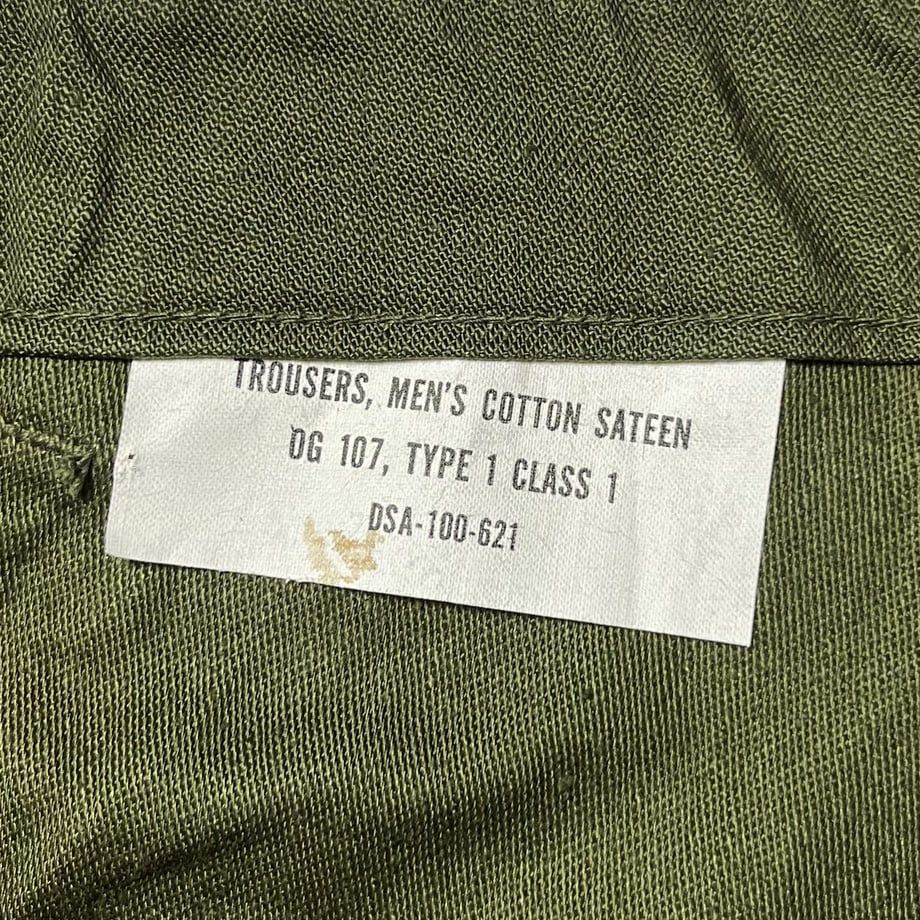 TROUSERS, MEN'S COTTON SATEEN
OG 107, TYPE 1 CLASS 1
DSA-100-621